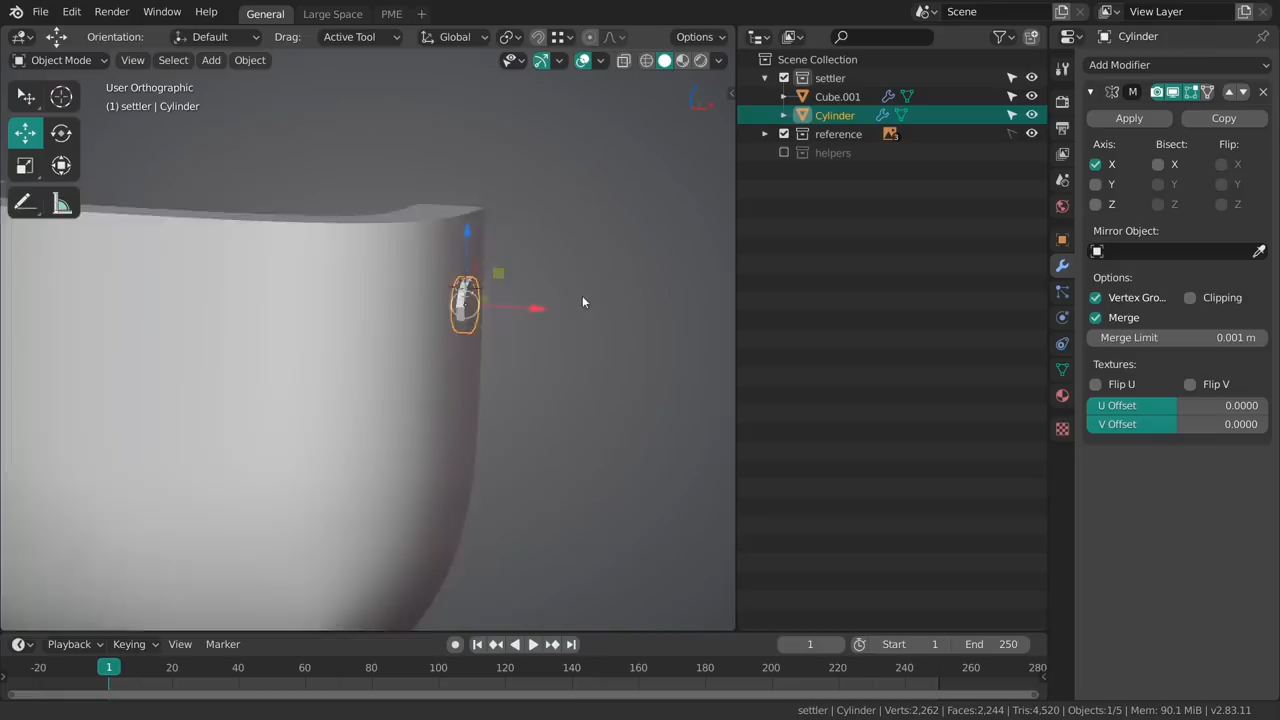 File Edit Render Window Help General Large Space PME + Scene View Layer
Orientation: Default Drag: Active Tool Global Options Cylinder
Object Mode View Select Add Object Scene Collection Add Modifier
User Orthographic settler
(1) settler | Cylinder Cube.001 M
Cylinder Apply Copy
reference Axis: Bisect: Flip:
helpers X X X
Y Y Y
Z Z Z
Mirror Object:
Options:
Vertex Gro... Clipping
Merge
Merge Limit 0.001 m
Textures:
Flip U Flip V
U Offset 0.0000
V Offset 0.0000
Playback Keying View Marker 1 Start 1 End 250
-20 1 20 40 60 80 100 120 140 160 180 200 220 240 260 280
settler | Cylinder | Verts:2,262 | Faces:2,244 | Tris:4,520 | Objects:1/5 | Mem: 90.1 MiB | v2.83.11